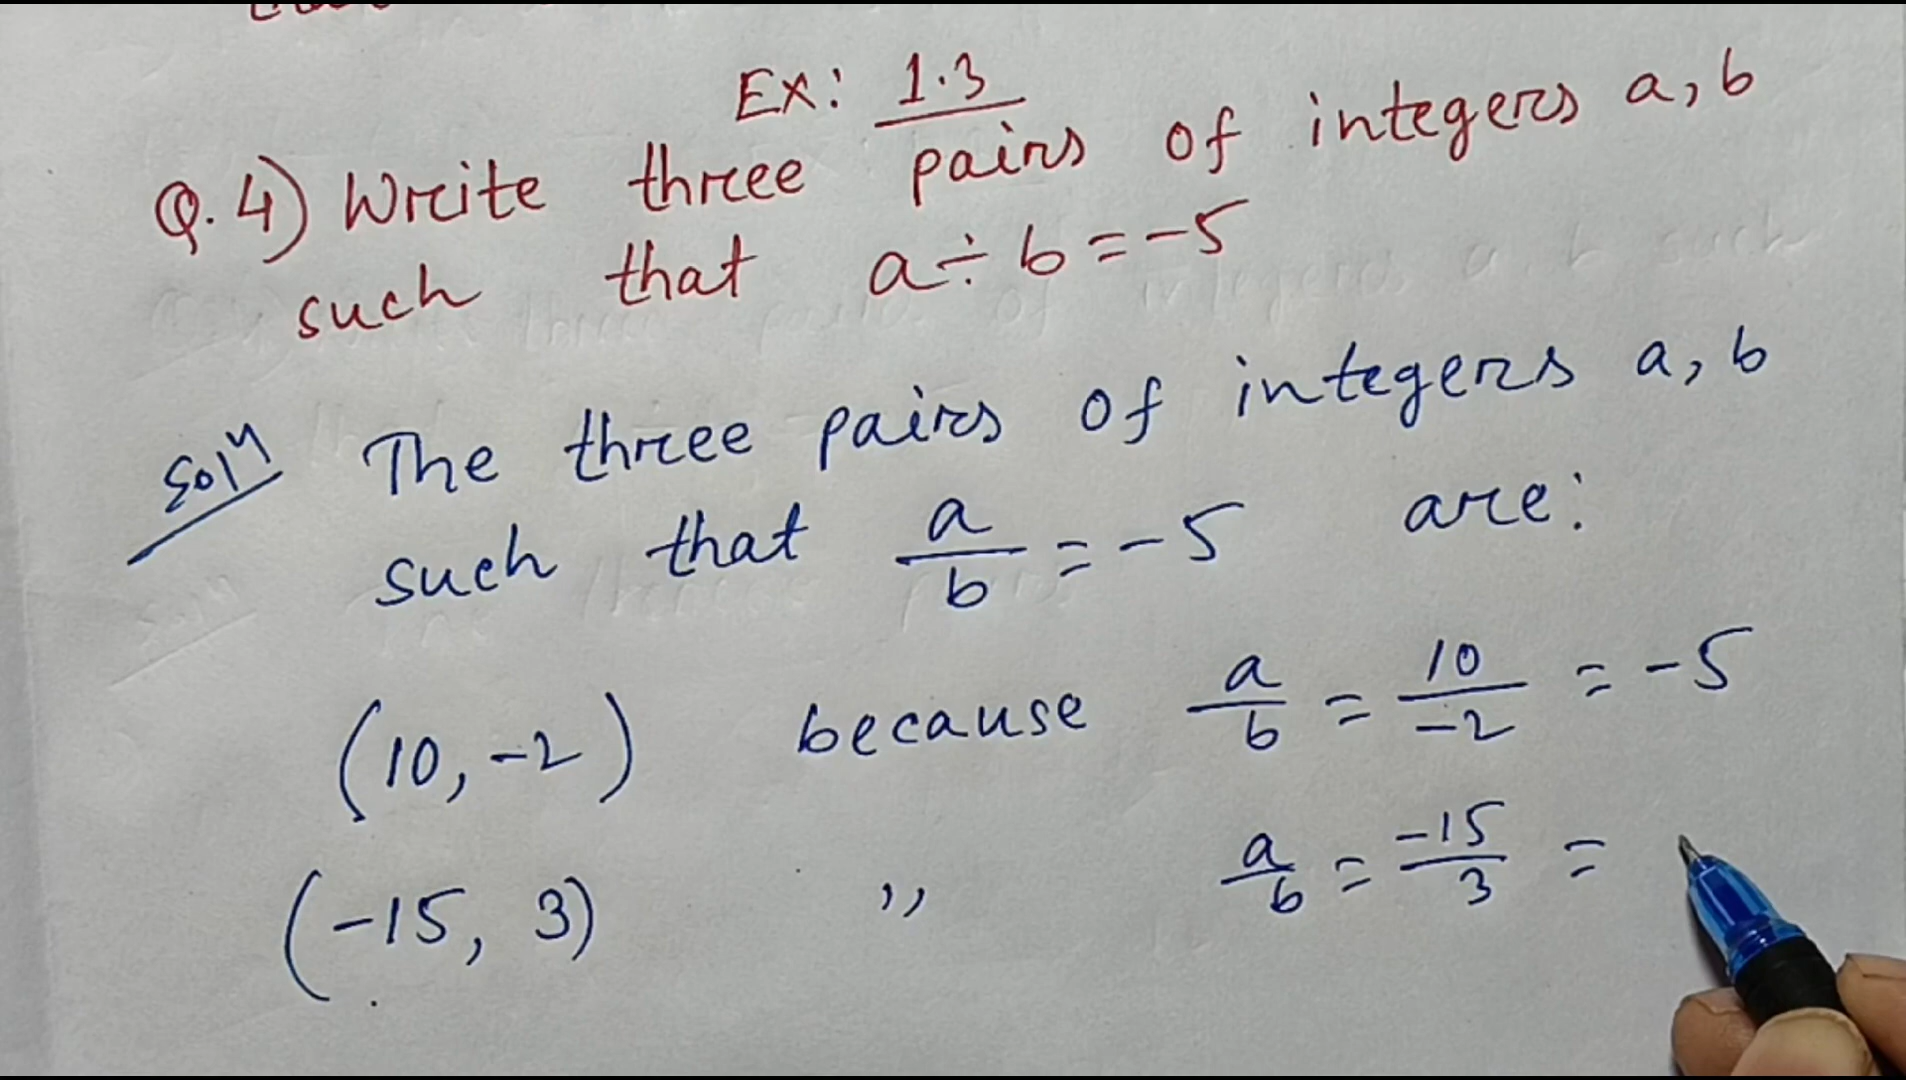 Ex: 1.3
Q.4) Write three pairs of integers a, b
such that a ÷ b = -5
Soln The three pairs of integers a, b
such that a/b = -5 are:
(10, -2) because a/b = 10/-2 = -5
(-15, 3) ,, a/b = -15/3 =